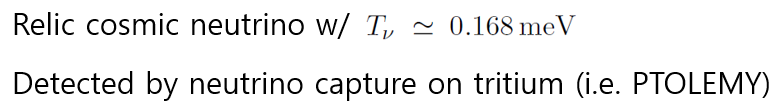 Relic cosmic neutrino w/ T_ν ≃ 0.168 meV
Detected by neutrino capture on tritium (i.e. PTOLEMY)